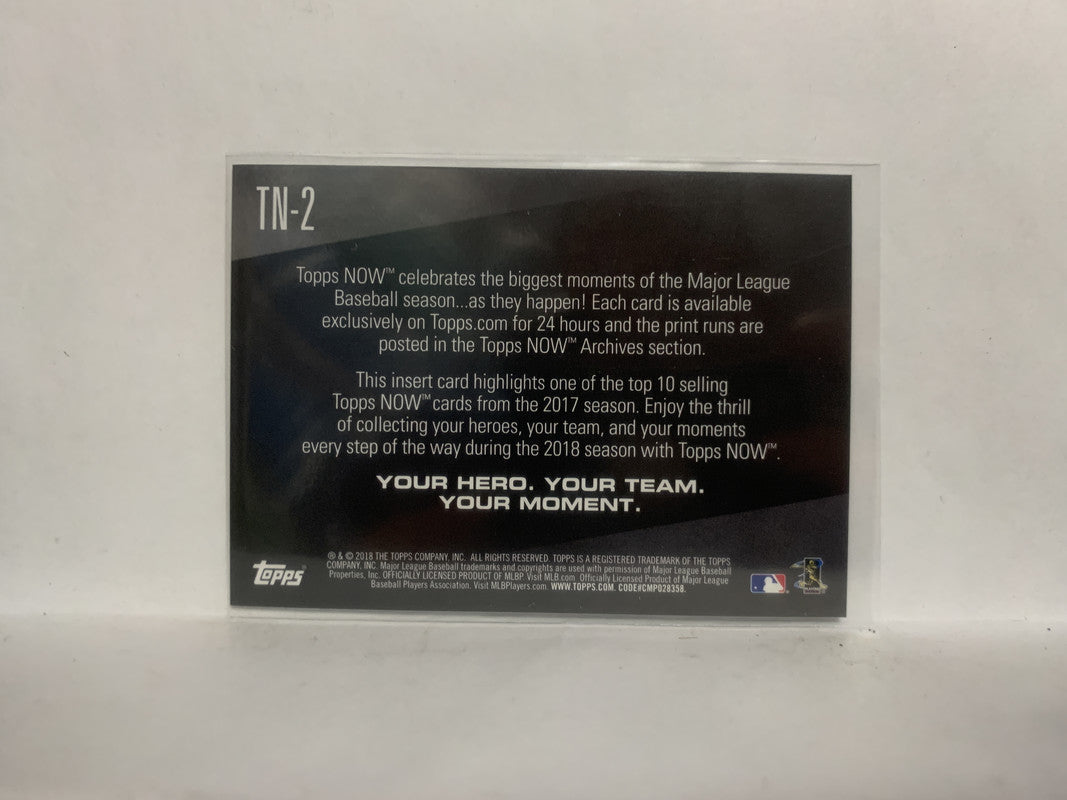 TN-2
Topps NOW™ celebrates the biggest moments of the Major League
Baseball season...as they happen! Each card is available
exclusively on Topps.com for 24 hours and the print runs are
posted in the Topps NOW™ Archives section.
This insert card highlights one of the top 10 selling
Topps NOW™ cards from the 2017 season. Enjoy the thrill
of collecting your heroes, your team, and your moments
every step of the way during the 2018 season with Topps NOW™.
YOUR HERO. YOUR TEAM.
YOUR MOMENT.
topps
® & © 2018 THE TOPPS COMPANY, INC. ALL RIGHTS RESERVED. TOPPS IS A REGISTERED TRADEMARK OF THE TOPPS
COMPANY, INC. Major League Baseball trademarks and copyrights are used with permission of Major League Baseball
Properties, Inc. OFFICIALLY LICENSED PRODUCT OF MLBP. Visit MLB.com. Officially Licensed Product of Major League
Baseball Players Association. Visit MLBPlayers.com. WWW.TOPPS.COM. CODE#CMP028358.